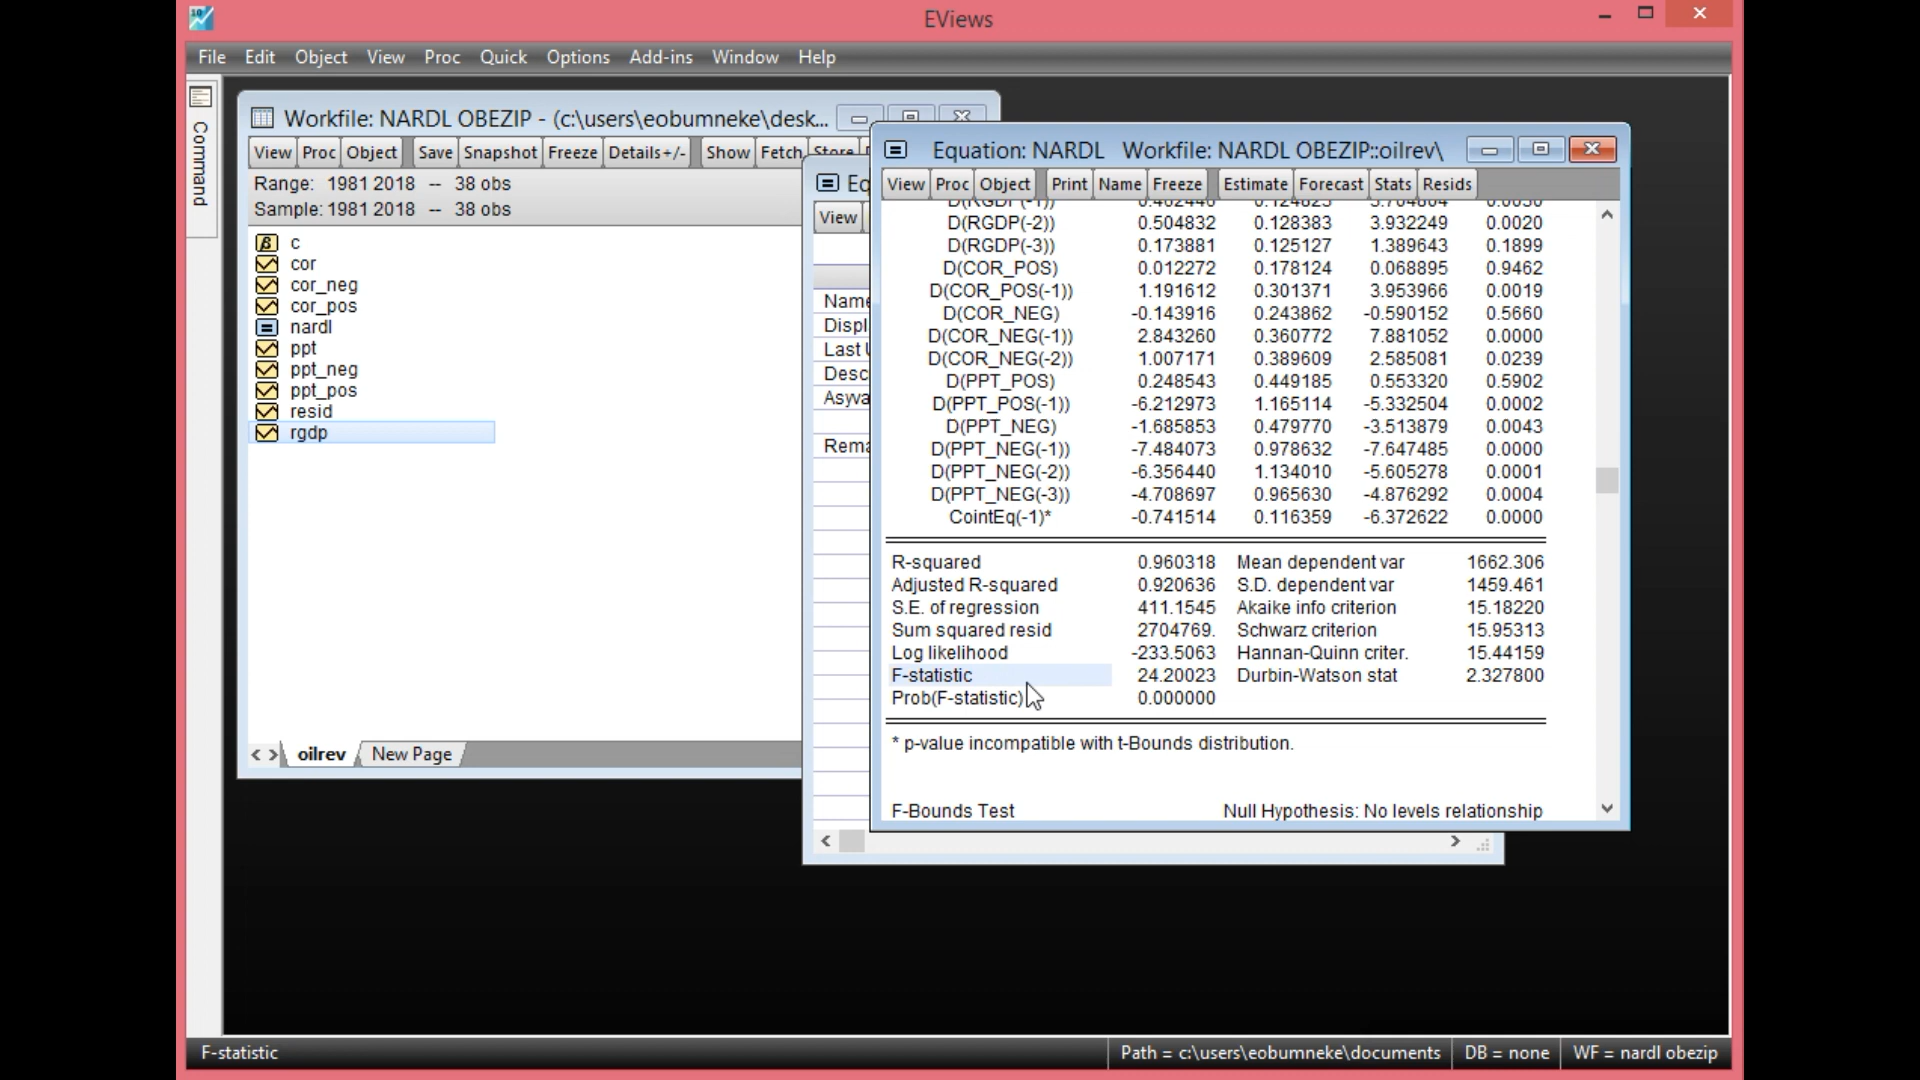 EViews
File Edit Object View Proc Quick Options Add-ins Window Help
Command
Workfile: NARDL OBEZIP - (c:\users\eobumneke\desk...
View Proc Object Save Snapshot Freeze Details+/- Show Fetch Store
Range: 1981 2018 -- 38 obs
Sample: 1981 2018 -- 38 obs
c
cor
cor_neg
cor_pos
nardl
ppt
ppt_neg
ppt_pos
resid
rgdp
oilrev New Page
Eq
View
Name
Displ
Last U
Desc
Asyva
Rema
Equation: NARDL Workfile: NARDL OBEZIP::oilrev\
View Proc Object Print Name Freeze Estimate Forecast Stats Resids
D(RGDP(-1))
D(RGDP(-2)) 0.504832 0.128383 3.932249 0.0020
D(RGDP(-3)) 0.173881 0.125127 1.389643 0.1899
D(COR_POS) 0.012272 0.178124 0.068895 0.9462
D(COR_POS(-1)) 1.191612 0.301371 3.953966 0.0019
D(COR_NEG) -0.143916 0.243862 -0.590152 0.5660
D(COR_NEG(-1)) 2.843260 0.360772 7.881052 0.0000
D(COR_NEG(-2)) 1.007171 0.389609 2.585081 0.0239
D(PPT_POS) 0.248543 0.449185 0.553320 0.5902
D(PPT_POS(-1)) -6.212973 1.165114 -5.332504 0.0002
D(PPT_NEG) -1.685853 0.479770 -3.513879 0.0043
D(PPT_NEG(-1)) -7.484073 0.978632 -7.647485 0.0000
D(PPT_NEG(-2)) -6.356440 1.134010 -5.605278 0.0001
D(PPT_NEG(-3)) -4.708697 0.965630 -4.876292 0.0004
CointEq(-1)* -0.741514 0.116359 -6.372622 0.0000
R-squared 0.960318 Mean dependent var 1662.306
Adjusted R-squared 0.920636 S.D. dependent var 1459.461
S.E. of regression 411.1545 Akaike info criterion 15.18220
Sum squared resid 2704769. Schwarz criterion 15.95313
Log likelihood -233.5063 Hannan-Quinn criter. 15.44159
F-statistic 24.20023 Durbin-Watson stat 2.327800
Prob(F-statistic) 0.000000
* p-value incompatible with t-Bounds distribution.
F-Bounds Test Null Hypothesis: No levels relationship
F-statistic Path = c:\users\eobumneke\documents DB = none WF = nardl obezip